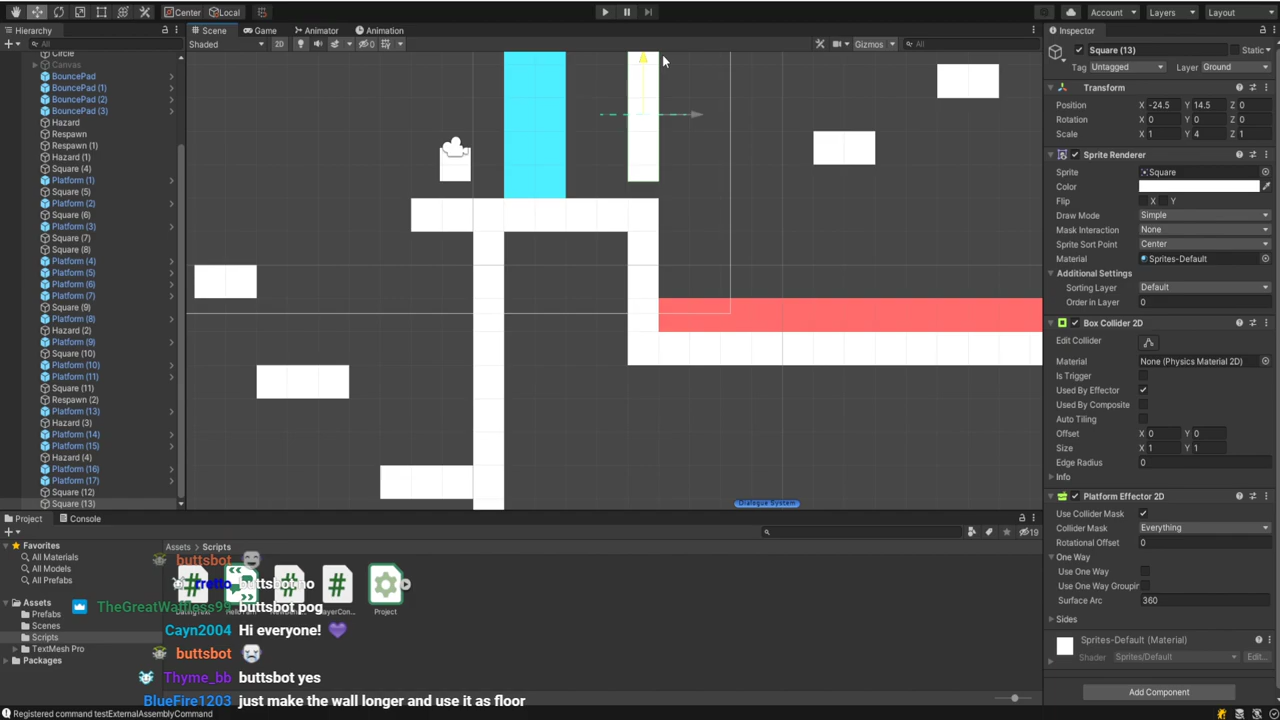 Center
Local
Account
Layers
Layout
Hierarchy
Scene
Game
Animator
Animation
Inspector
All
Shaded
2D
0
Gizmos
All
Circle
Canvas
BouncePad
BouncePad (1)
BouncePad (2)
BouncePad (3)
Hazard
Respawn
Respawn (1)
Hazard (1)
Square (4)
Platform (1)
Square (5)
Platform (2)
Square (6)
Platform (3)
Square (7)
Square (8)
Platform (4)
Platform (5)
Platform (6)
Platform (7)
Square (9)
Platform (8)
Hazard (2)
Platform (9)
Square (10)
Platform (10)
Platform (11)
Square (11)
Respawn (2)
Platform (13)
Hazard (3)
Platform (14)
Platform (15)
Hazard (4)
Platform (16)
Platform (17)
Square (12)
Square (13)
Dialogue System
Square (13)
Static
Tag Untagged
Layer Ground
Transform
Position X -24.5 Y 14.5 Z 0
Rotation X 0 Y 0 Z 0
Scale X 1 Y 4 Z 1
Sprite Renderer
Sprite Square
Color
Flip X Y
Draw Mode Simple
Mask Interaction None
Sprite Sort Point Center
Material Sprites-Default
Additional Settings
Sorting Layer Default
Order in Layer 0
Box Collider 2D
Edit Collider
Material None (Physics Material 2D)
Is Trigger
Used By Effector
Used By Composite
Auto Tiling
Offset X 0 Y 0
Size X 1 Y 1
Edge Radius 0
Info
Platform Effector 2D
Use Collider Mask
Collider Mask Everything
Rotational Offset 0
One Way
Use One Way
Use One Way Groupin
Surface Arc 360
Sides
Sprites-Default (Material)
Shader Sprites/Default Edit...
Add Component
Project
Console
19
Favorites
All Materials
All Models
All Prefabs
Assets
Prefabs
Scenes
Scripts
TextMesh Pro
Packages
Assets > Scripts
Project
buttsbot
buttsbot no
TheGreatWaffless99 buttsbot pog
Cayn2004 Hi everyone!
buttsbot
Thyme_bb buttsbot yes
BlueFire1203 just make the wall longer and use it as floor
Registered command testExternalAssemblyCommand